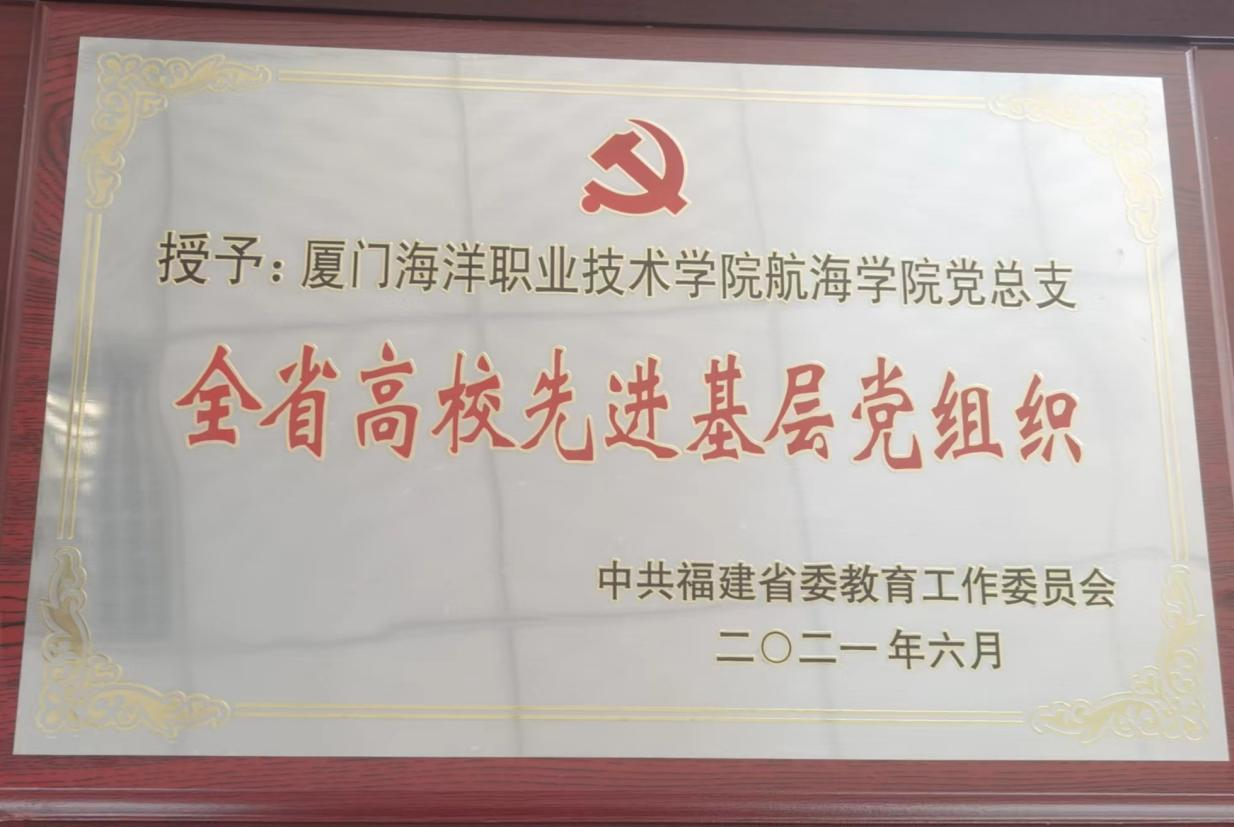 授予：厦门海洋职业技术学院航海学院党总支
全省高校先进基层党组织
中共福建省委教育工作委员会
二〇二一年六月